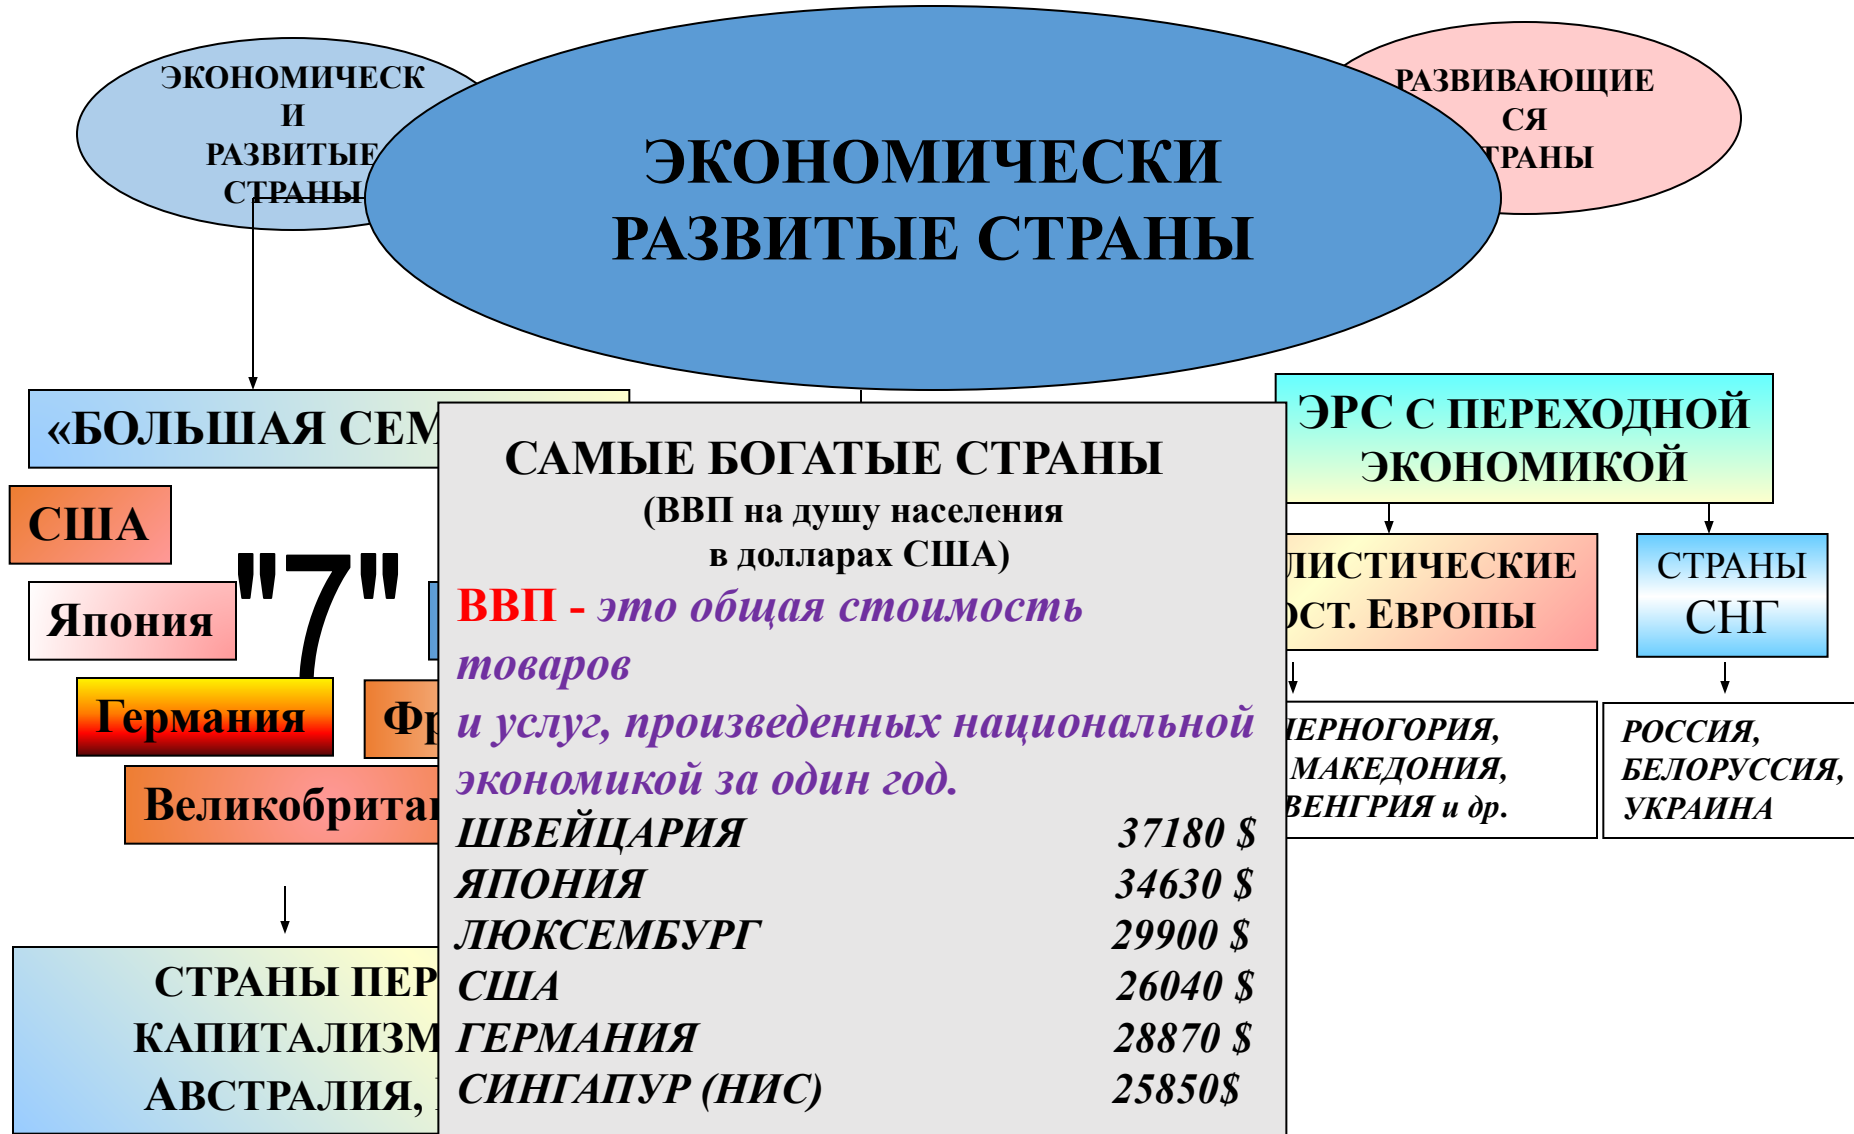 ЭКОНОМИЧЕСК
И
РАЗВИТЫЕ
СТРАНЫ
ЭКОНОМИЧЕСКИ
РАЗВИТЫЕ СТРАНЫ
РАЗВИВАЮЩИЕ
СЯ
ТРАНЫ
«БОЛЬШАЯ СЕМ
США
Япония
"7"
Германия
Фр
Великобритан
СТРАНЫ ПЕР
КАПИТАЛИЗМ
АВСТРАЛИЯ,
САМЫЕ БОГАТЫЕ СТРАНЫ
(ВВП на душу населения
в долларах США)
ВВП - это общая стоимость
товаров
и услуг, произведенных национальной
экономикой за один год.
ШВЕЙЦАРИЯ 37180 $
ЯПОНИЯ 34630 $
ЛЮКСЕМБУРГ 29900 $
США 26040 $
ГЕРМАНИЯ 28870 $
СИНГАПУР (НИС) 25850$
ЭРС С ПЕРЕХОДНОЙ
ЭКОНОМИКОЙ
ЛИСТИЧЕСКИЕ
ОСТ. ЕВРОПЫ
СТРАНЫ
СНГ
ЧЕРНОГОРИЯ,
МАКЕДОНИЯ,
ВЕНГРИЯ и др.
РОССИЯ,
БЕЛОРУССИЯ,
УКРАИНА